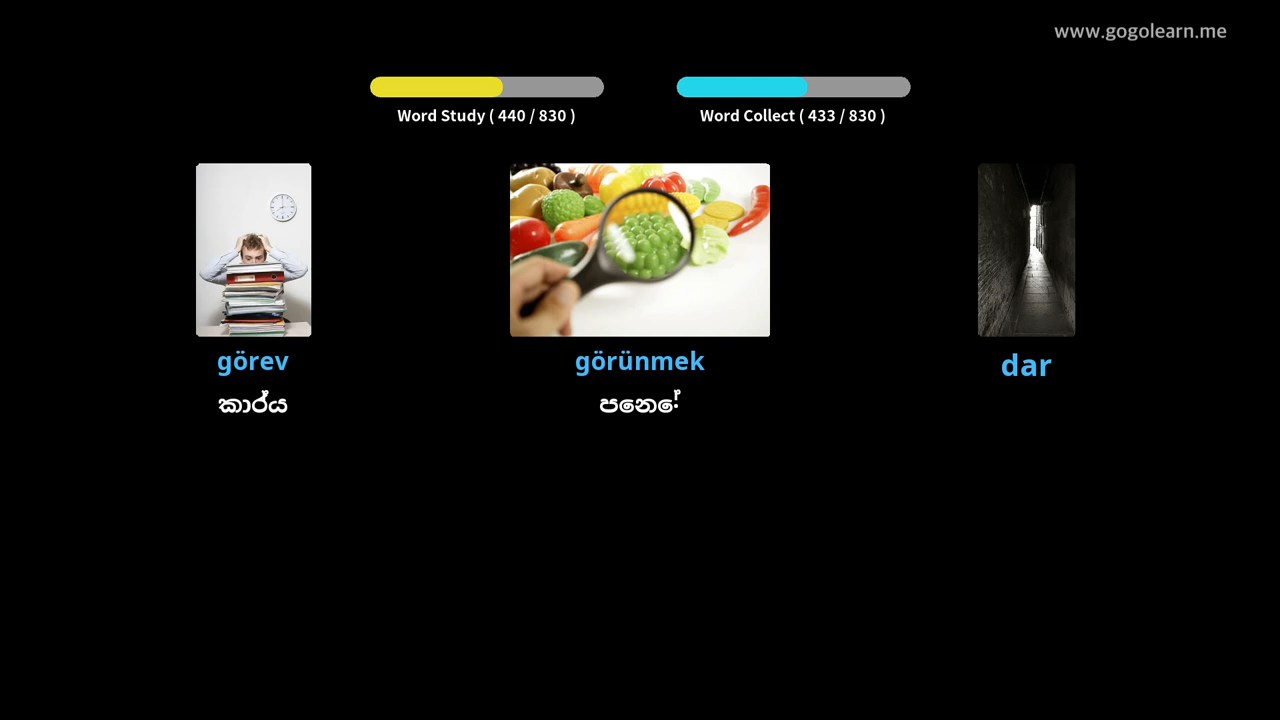 www.gogolearn.me
Word Study ( 440 / 830 )
Word Collect ( 433 / 830 )
görev
görünmek
dar
කාර්ය
පෙනේ